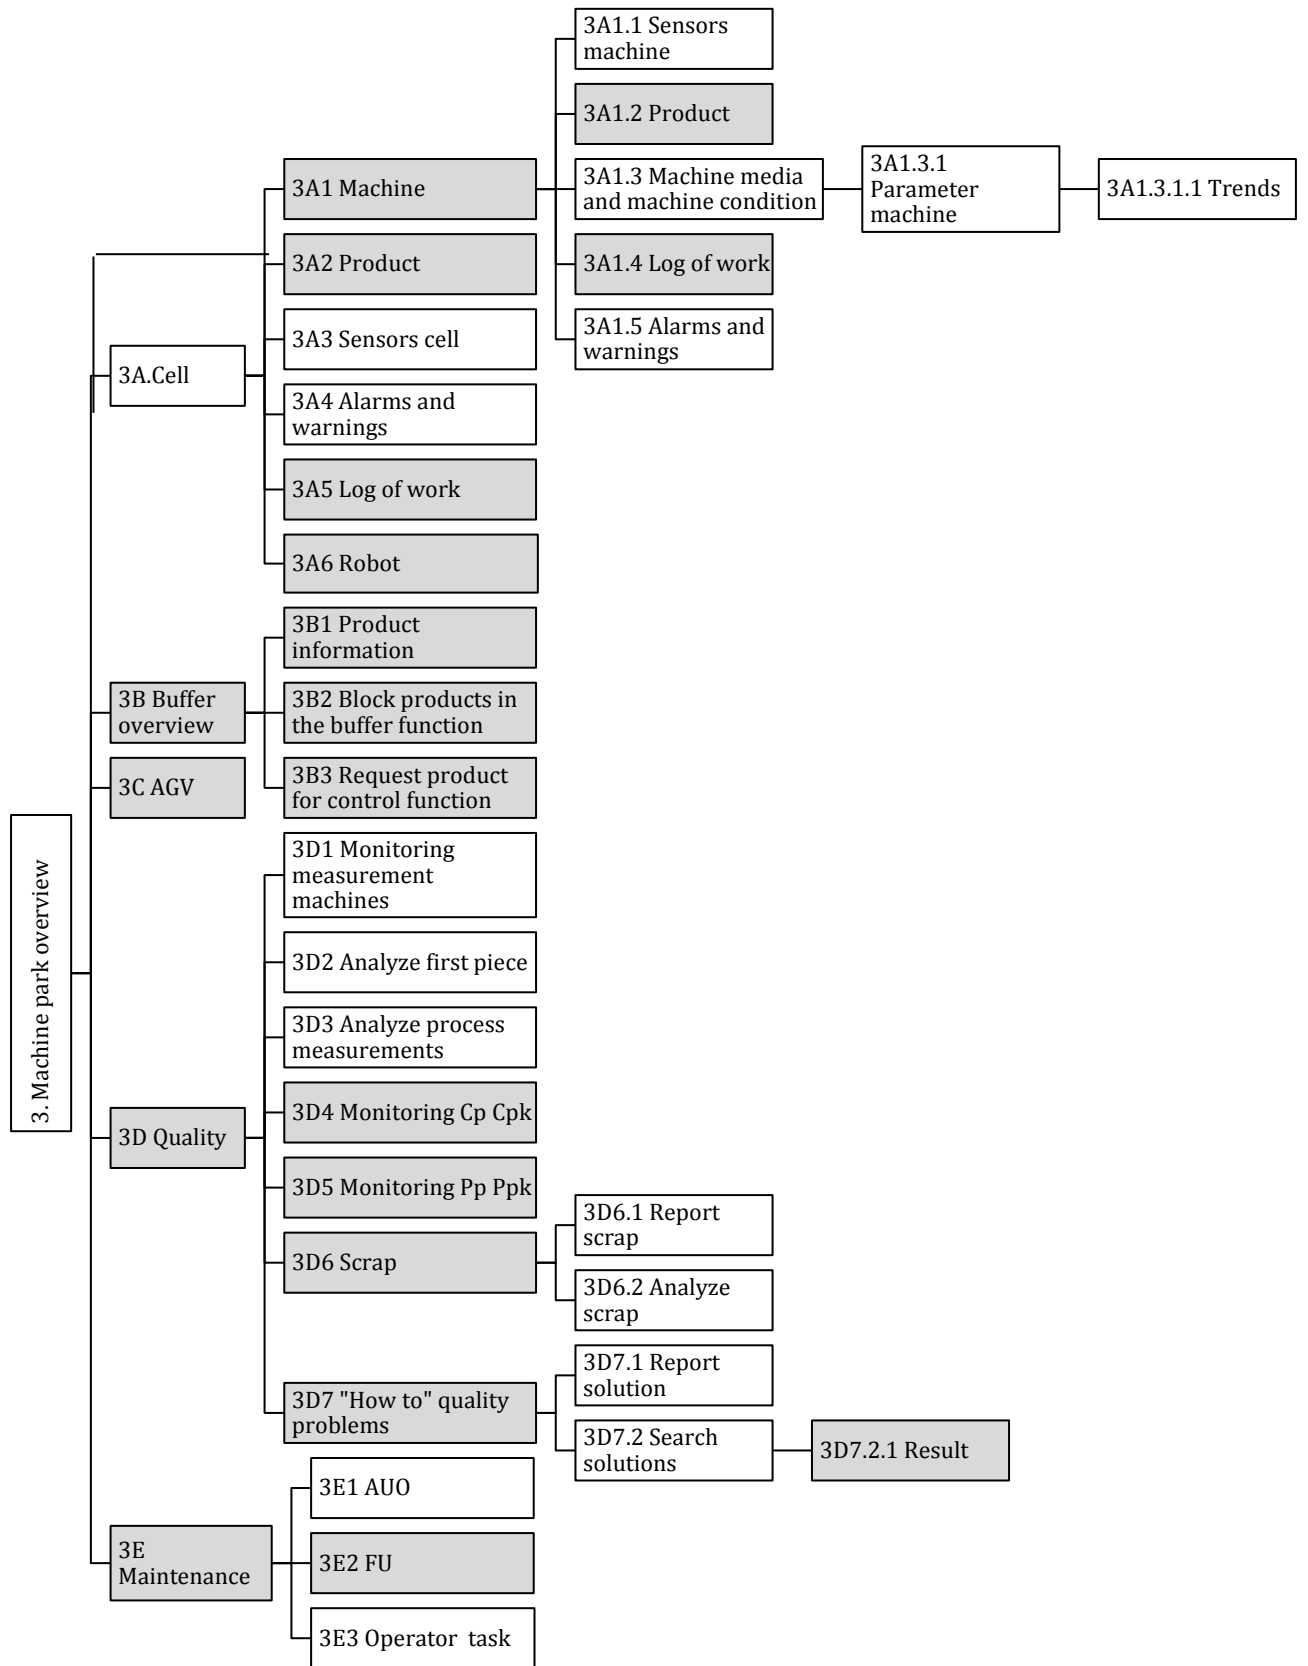 3. Machine park overview
3A.Cell
3A1 Machine
3A1.1 Sensors
machine
3A1.2 Product
3A1.3 Machine media
and machine condition
3A1.3.1
Parameter
machine
3A1.3.1.1 Trends
3A1.4 Log of work
3A1.5 Alarms and
warnings
3A2 Product
3A3 Sensors cell
3A4 Alarms and
warnings
3A5 Log of work
3A6 Robot
3B Buffer
overview
3B1 Product
information
3B2 Block products in
the buffer function
3B3 Request product
for control function
3C AGV
3D Quality
3D1 Monitoring
measurement
machines
3D2 Analyze first piece
3D3 Analyze process
measurements
3D4 Monitoring Cp Cpk
3D5 Monitoring Pp Ppk
3D6 Scrap
3D6.1 Report
scrap
3D6.2 Analyze
scrap
3D7 "How to" quality
problems
3D7.1 Report
solution
3D7.2 Search
solutions
3D7.2.1 Result
3E
Maintenance
3E1 AUO
3E2 FU
3E3 Operator task